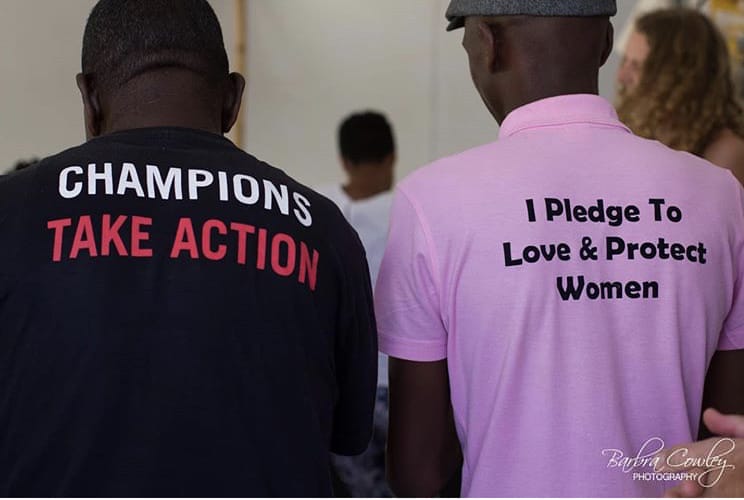 CHAMPIONS
TAKE ACTION
I Pledge To
Love & Protect
Women
Barbra Cowley
PHOTOGRAPHY